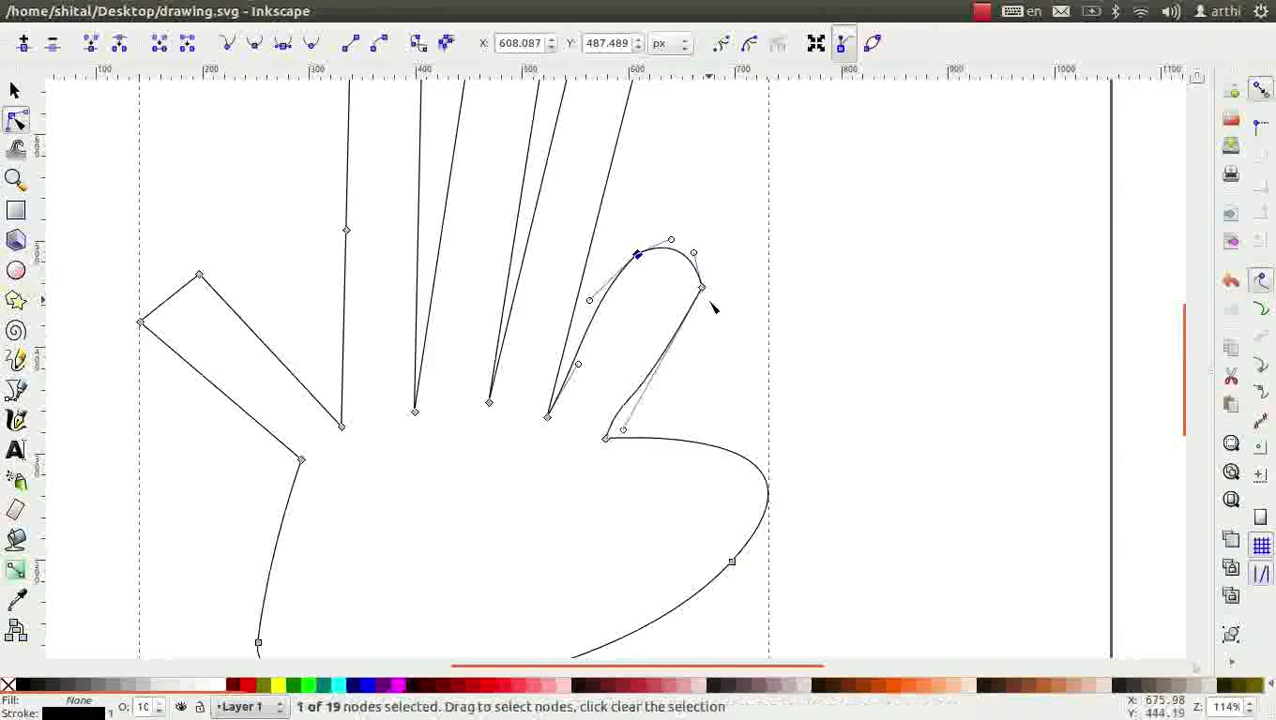 /home/shital/Desktop/drawing.svg - Inkscape
en
arthi
X: 608.087
Y: 487.489
px
100 200 300 400 500 600 700 800 900 1000 1100
Fill: None
Stroke: 1
O: 10
•Layer 1
1 of 19 nodes selected. Drag to select nodes, click clear the selection
X: 675.98
Y: 444.19
Z: 114%